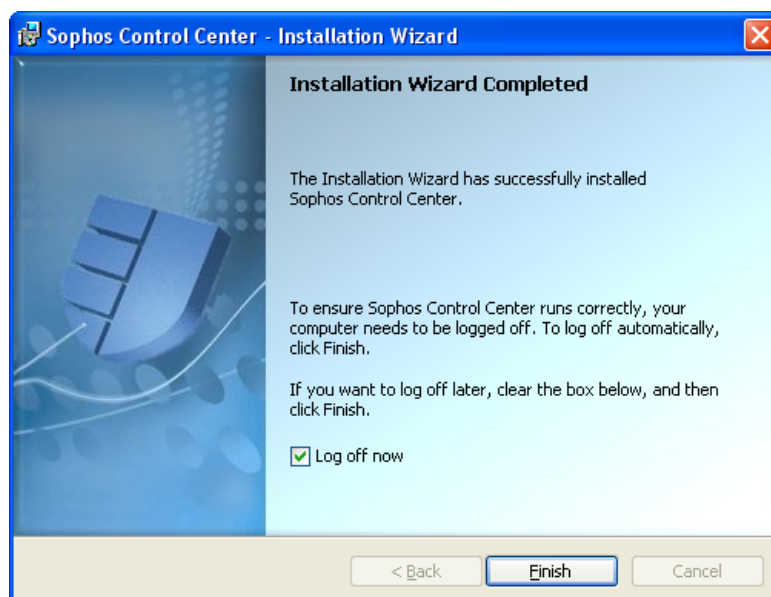 Sophos Control Center - Installation Wizard
Installation Wizard Completed
The Installation Wizard has successfully installed
Sophos Control Center.
To ensure Sophos Control Center runs correctly, your
computer needs to be logged off. To log off automatically,
click Finish.
If you want to log off later, clear the box below, and then
click Finish.
Log off now
< Back
Finish
Cancel